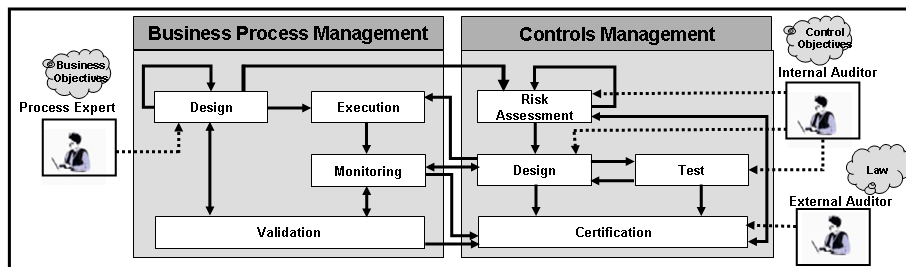 Business Process Management
Controls Management
Business
Objectives
Process Expert
Design
Execution
Monitoring
Validation
Risk
Assessment
Design
Test
Certification
Control
Objectives
Internal Auditor
Law
External Auditor